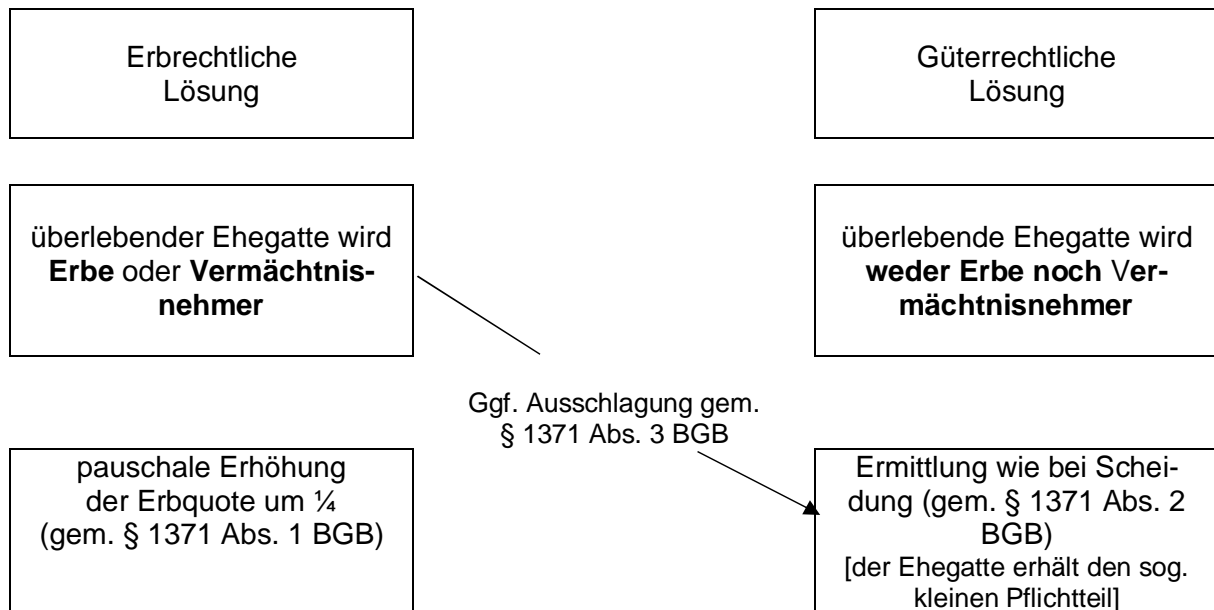 Erbrechtliche
Lösung
Güterrechtliche
Lösung
überlebender Ehegatte wird
Erbe oder Vermächtnis-
nehmer
überlebende Ehegatte wird
weder Erbe noch Ver-
mächtnisnehmer
Ggf. Ausschlagung gem.
§ 1371 Abs. 3 BGB
pauschale Erhöhung
der Erbquote um ¼
(gem. § 1371 Abs. 1 BGB)
Ermittlung wie bei Schei-
dung (gem. § 1371 Abs. 2
BGB)
[der Ehegatte erhält den sog.
kleinen Pflichtteil]